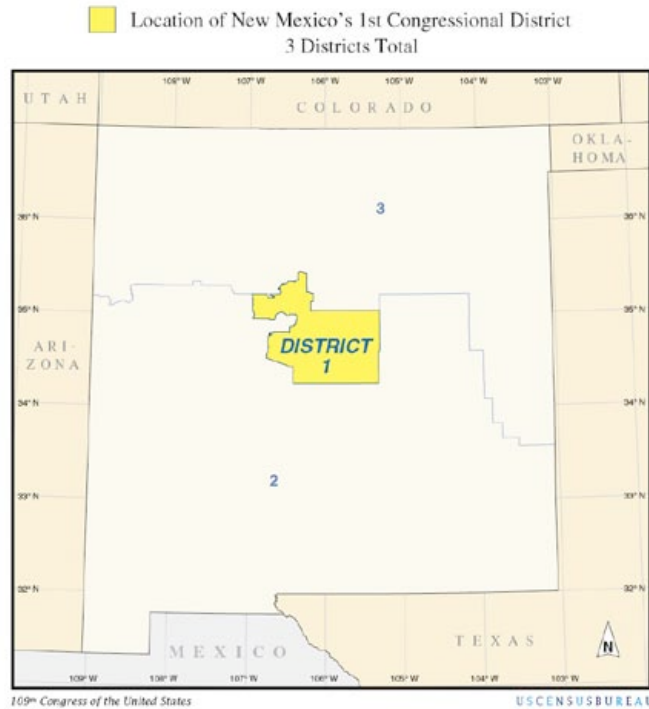 Location of New Mexico's 1st Congressional District
3 Districts Total
108° W 107° W 106° W 105° W 104° W 103° W
UTAH
COLORADO
OKLA-
HOMA
36° N 36° N
3
35° N 35° N
DISTRICT
1
ARI-
ZONA
34° N 34° N
2
33° N 33° N
32° N 32° N
MEXICO
TEXAS
N
109° W 108° W 107° W 106° W 105° W 104° W 103° W
109th Congress of the United States
USCENSUSBUREAU